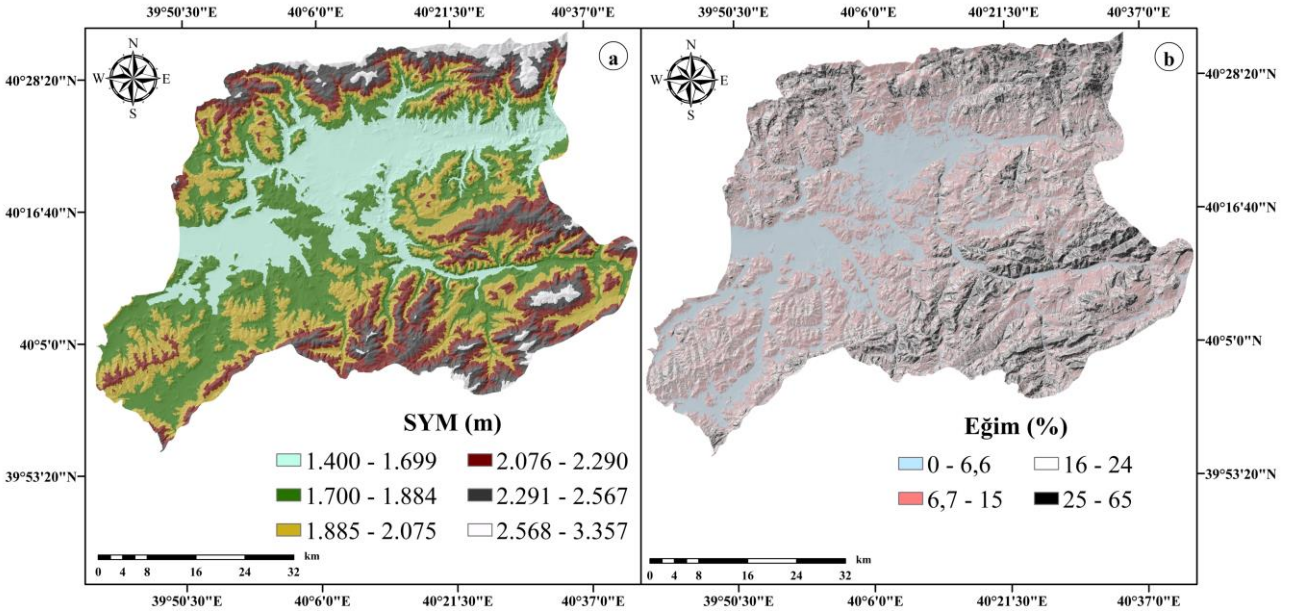 39°50'30"E 40°6'0"E 40°21'30"E 40°37'0"E 39°50'30"E 40°6'0"E 40°21'30"E 40°37'0"E
N
W E
S
a
N
W E
S
b
40°28'20"N 40°28'20"N
40°16'40"N 40°16'40"N
40°5'0"N 40°5'0"N
39°53'20"N 39°53'20"N
SYM (m)
1.400 - 1.699 2.076 - 2.290
1.700 - 1.884 2.291 - 2.567
1.885 - 2.075 2.568 - 3.357
km
0 4 8 16 24 32
Eğim (%)
0 - 6,6 16 - 24
6,7 - 15 25 - 65
km
0 4 8 16 24 32
39°50'30"E 40°6'0"E 40°21'30"E 40°37'0"E 39°50'30"E 40°6'0"E 40°21'30"E 40°37'0"E